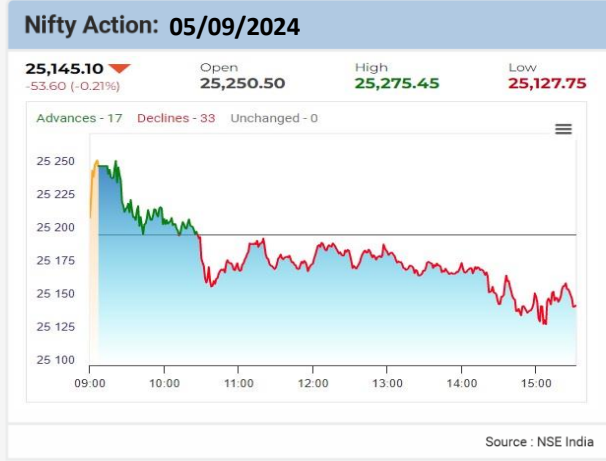 Nifty Action: 05/09/2024
25,145.10
-53.60 (-0.21%)
Open
25,250.50
High
25,275.45
Low
25,127.75
Advances - 17 Declines - 33 Unchanged - 0
25 250
25 225
25 200
25 175
25 150
25 125
25 100
09:00 10:00 11:00 12:00 13:00 14:00 15:00
Source : NSE India